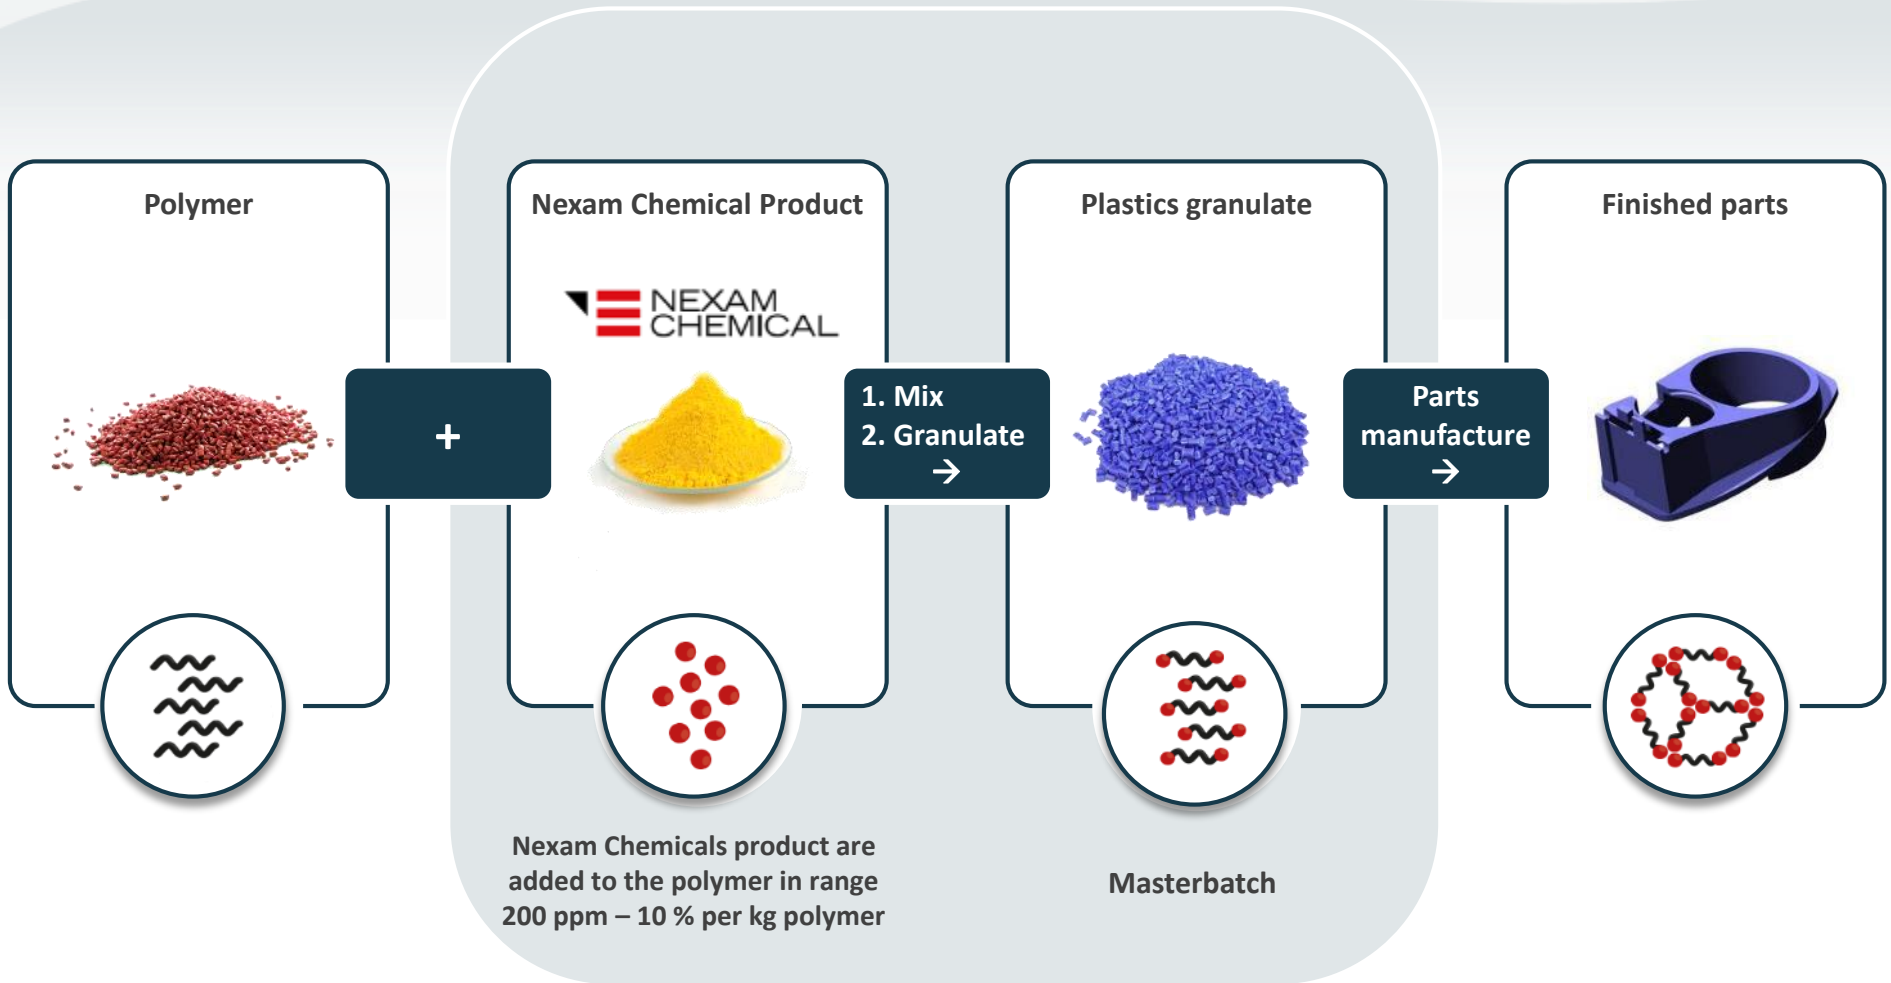 Polymer
Nexam Chemical Product
Plastics granulate
Finished parts
NEXAM
CHEMICAL
+
1. Mix
2. Granulate
→
Parts
manufacture
→
Nexam Chemicals product are
added to the polymer in range
200 ppm – 10 % per kg polymer
Masterbatch